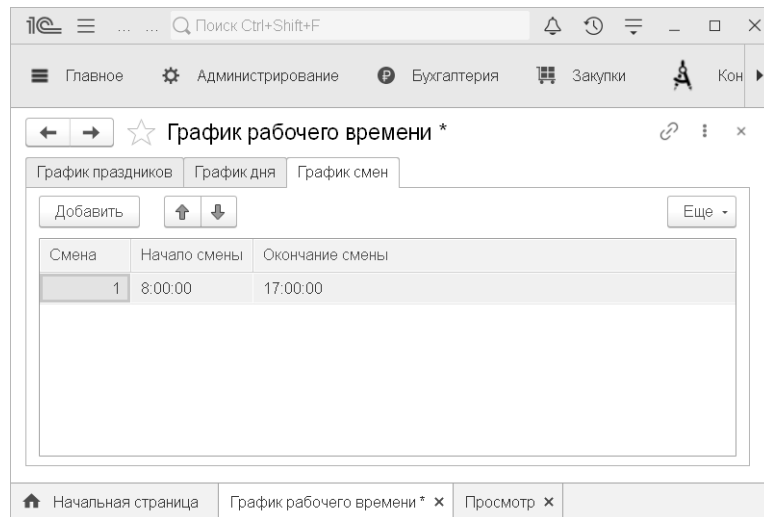 1С ... ... Поиск Ctrl+Shift+F
Главное Администрирование Бухгалтерия Закупки Кон
График рабочего времени *
График праздников График дня График смен
Добавить Еще
Смена Начало смены Окончание смены
1 8:00:00 17:00:00
Начальная страница График рабочего времени * Просмотр